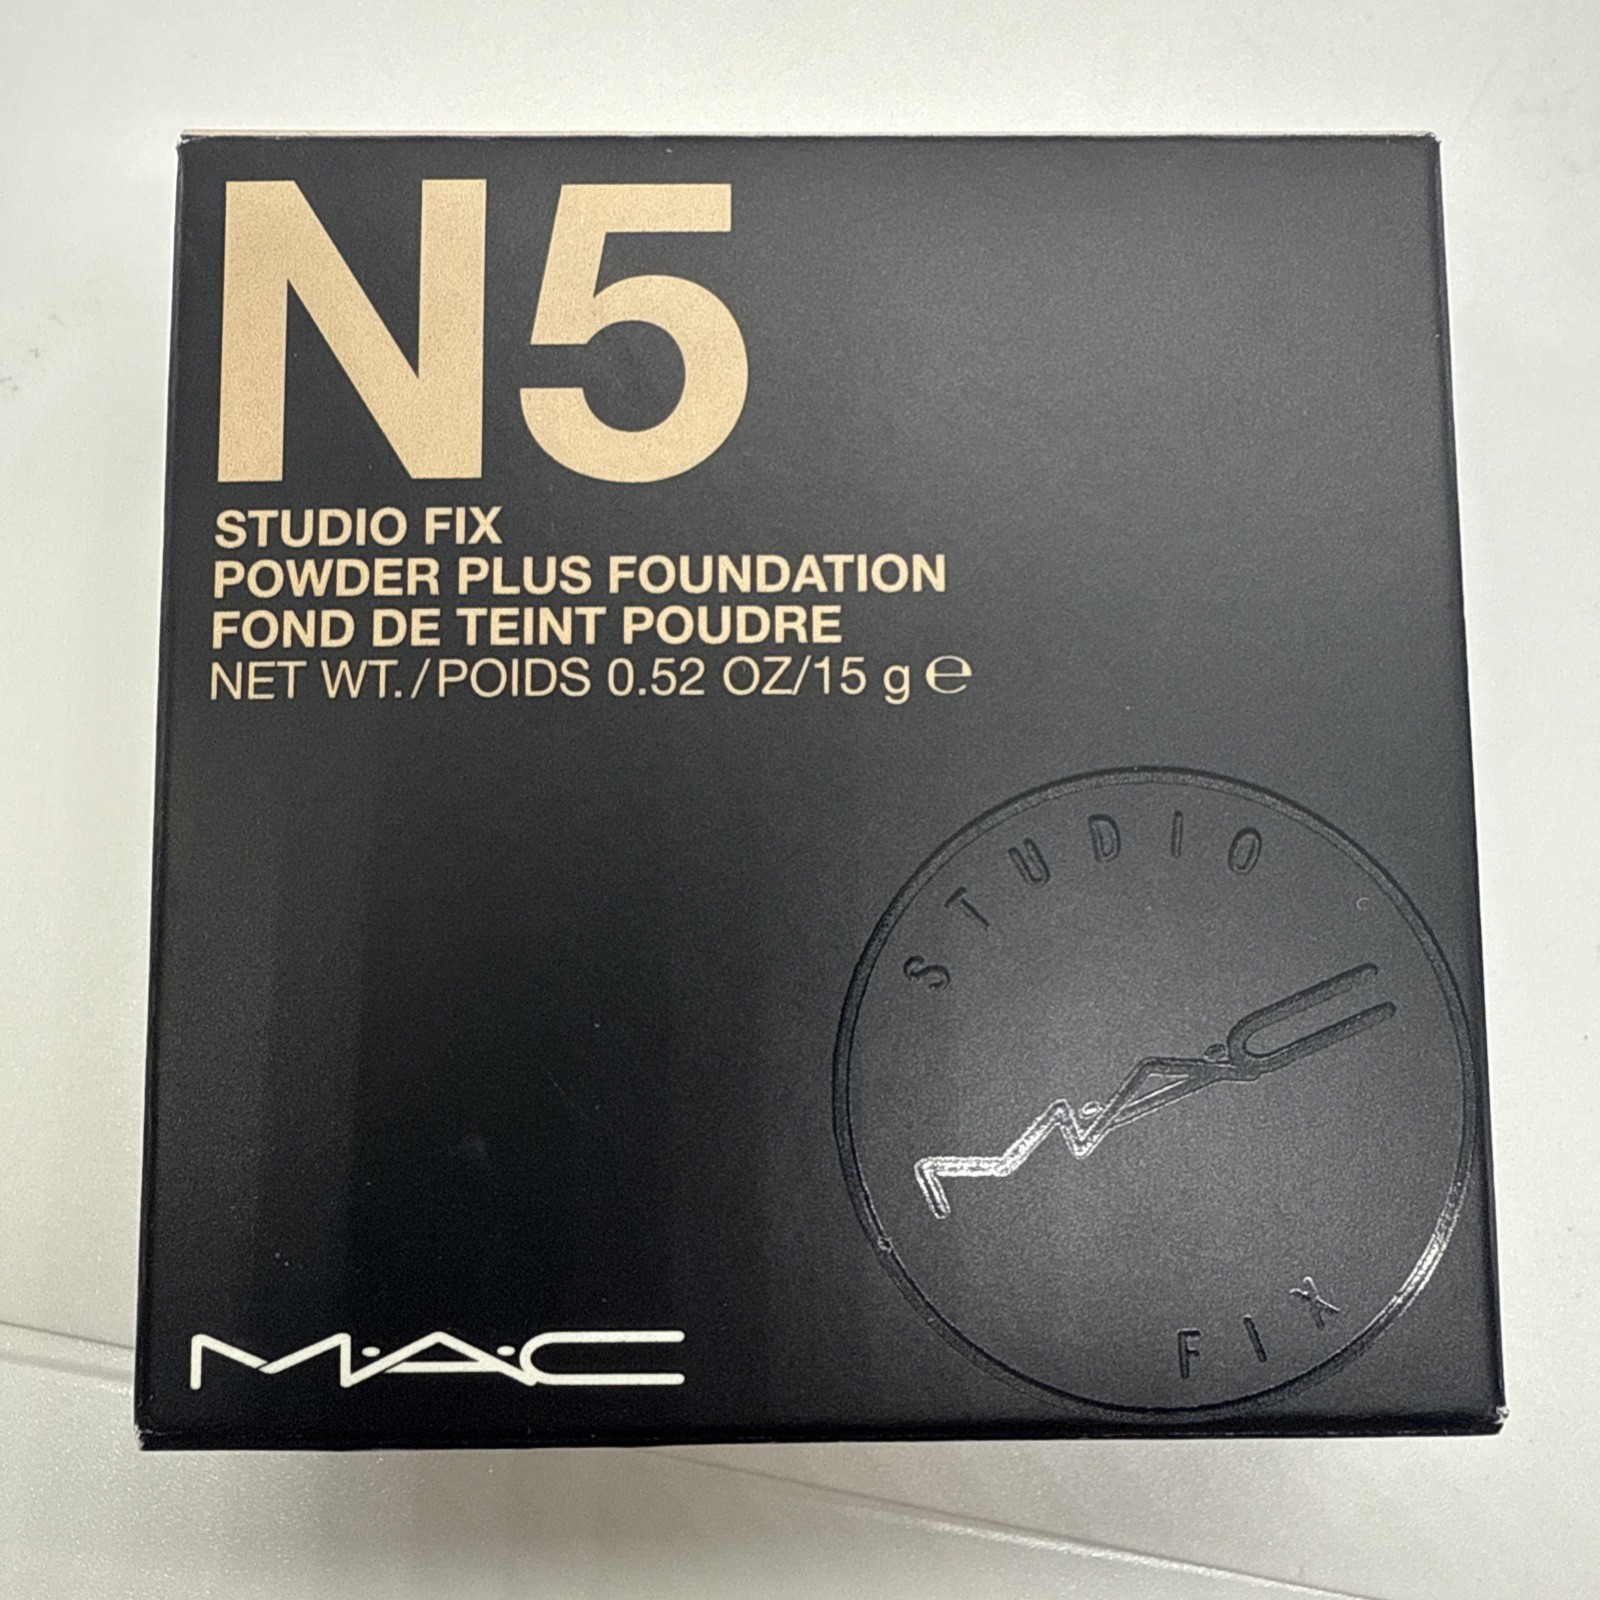 N5
STUDIO FIX
POWDER PLUS FOUNDATION
FOND DE TEINT POUDRE
NET WT./POIDS 0.52 OZ/15 g ℮
STUDIO
MAC
FIX
M·A·C